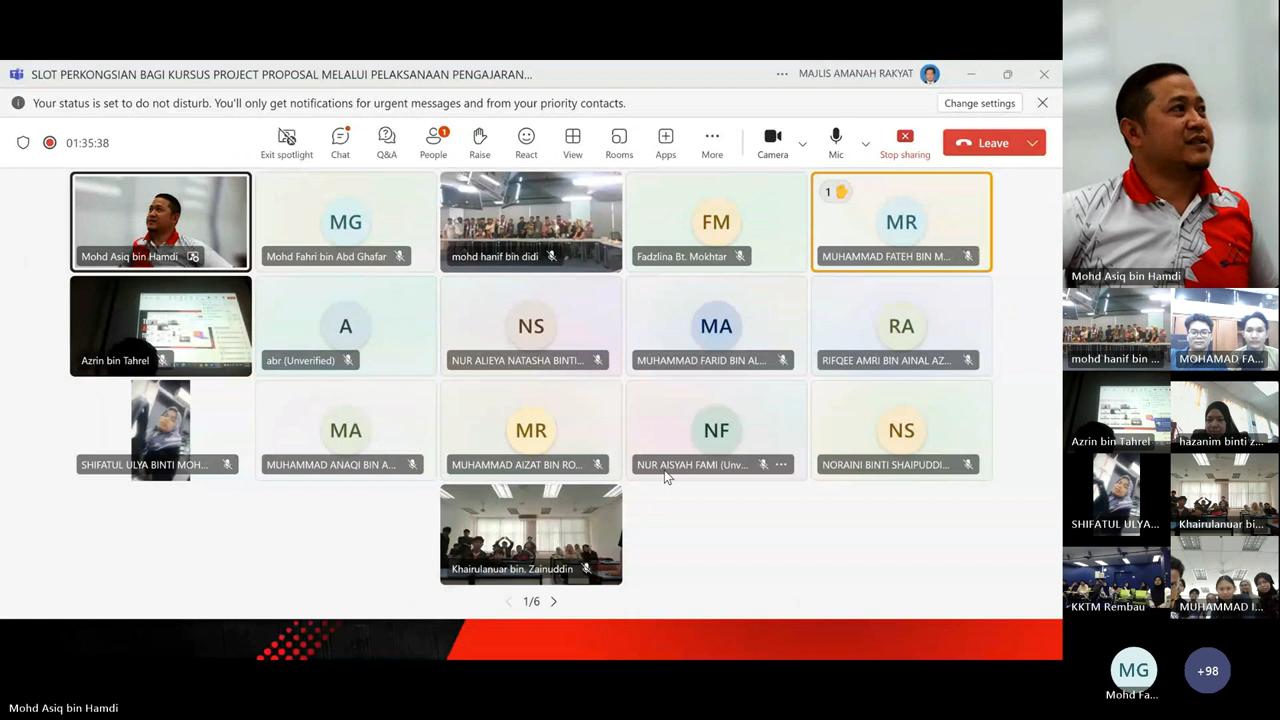 SLOT PERKONGSIAN BAGI KURSUS PROJECT PROPOSAL MELALUI PELAKSANAAN PENGAJARAN...
MAJLIS AMANAH RAKYAT
Your status is set to do not disturb. You'll only get notifications for urgent messages and from your priority contacts.
Change settings
01:35:38
Exit spotlight
Chat
Q&A
1
People
Raise
React
View
Rooms
Apps
More
Camera
Mic
Stop sharing
Leave
Mohd Asiq bin Hamdi
MG
Mohd Fahri bin Abd Ghafar
mohd hanif bin didi
FM
Fadzlina Bt. Mokhtar
1
MR
MUHAMMAD FATEH BIN M...
Azrin bin Tahrel
A
abr (Unverified)
NS
NUR ALIEYA NATASHA BINTI...
MA
MUHAMMAD FARID BIN AL...
RA
RIFQEE AMRI BIN AINAL AZ...
SHIFATUL ULYA BINTI MOH...
MA
MUHAMMAD ANAQI BIN A...
MR
MUHAMMAD AIZAT BIN RO...
NF
NUR AISYAH FAMI (Unv...
NS
NORAINI BINTI SHAIPUDDI...
Khairulanuar bin. Zainuddin
1/6
Mohd Asiq bin Hamdi
mohd hanif bin ...
MOHAMAD FA...
Azrin bin Tahrel
hazanim binti z...
SHIFATUL ULYA...
Khairulanuar bi...
KKTM Rembau
MUHAMMAD I...
MG
Mohd Fa...
+98
Mohd Asiq bin Hamdi